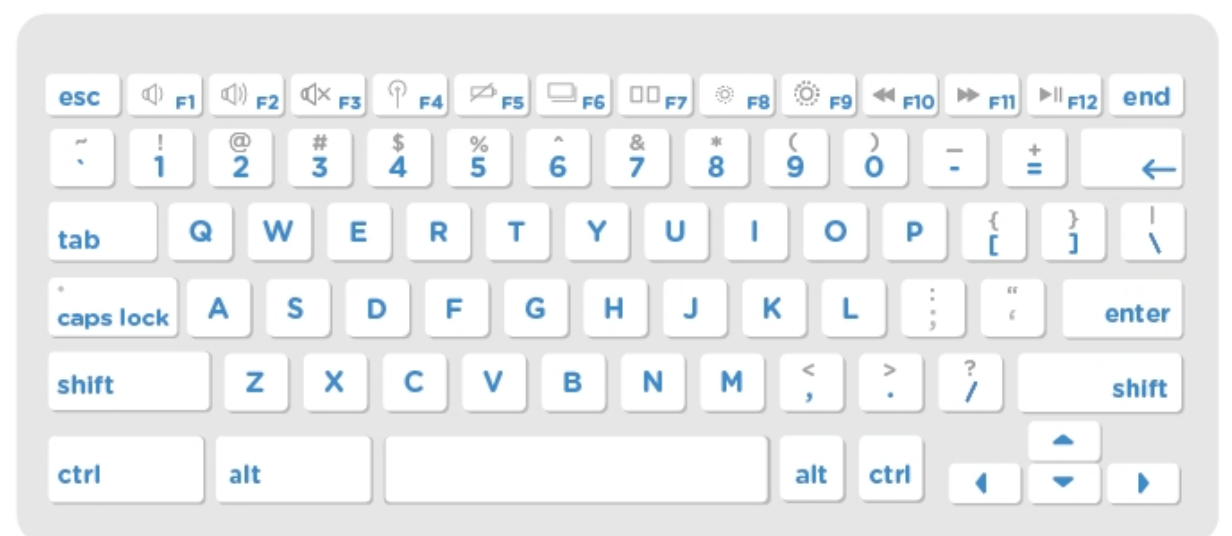 esc F1 F2 F3 F4 F5 F6 F7 F8 F9 F10 F11 F12 end
~ ! @ # $ % ^ & * ( ) _ +
` 1 2 3 4 5 6 7 8 9 0 - =
tab Q W E R T Y U I O P { [ } ] | \
caps lock A S D F G H J K L : ; “ ‘ enter
shift Z X C V B N M < , > . ? / shift
ctrl alt alt ctrl